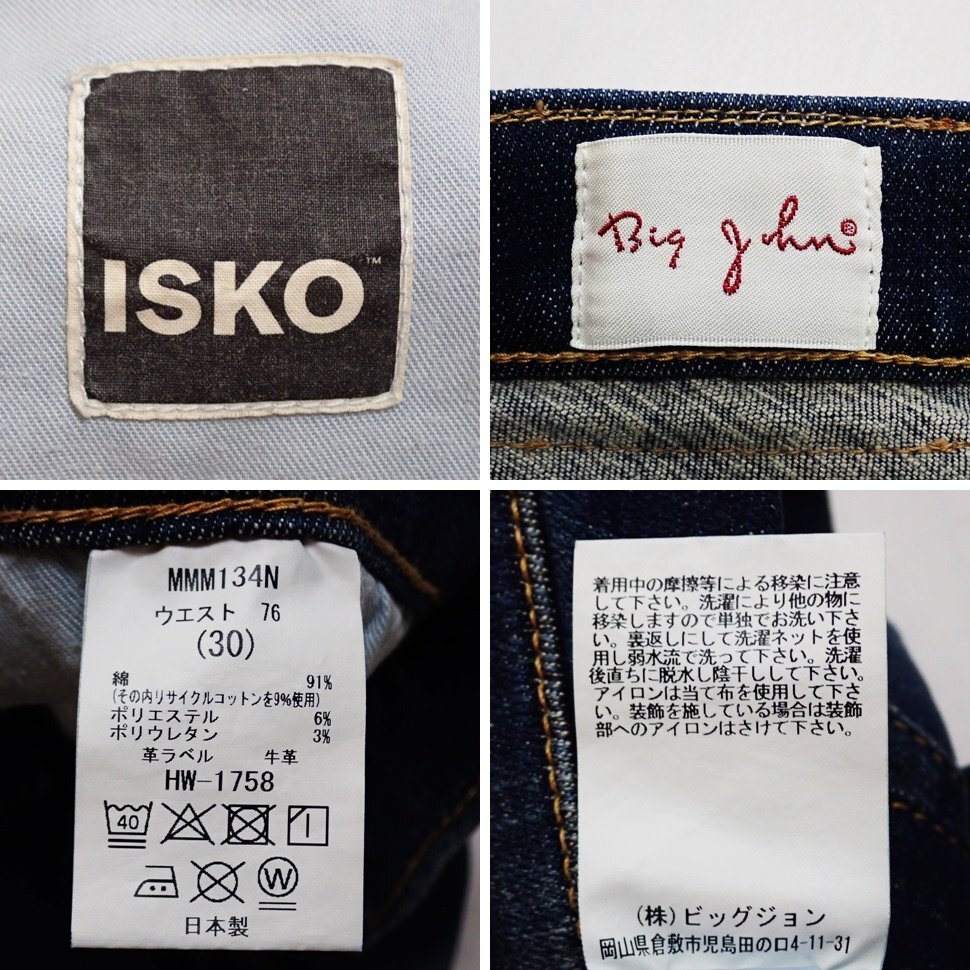 ISKO™
Big John®
MMM134N
ウエスト 76
(30)
綿 91%
(その内リサイクルコットンを9%使用)
ポリエステル 6%
ポリウレタン 3%
革ラベル 牛革
HW-1758
40
W
日本製
着用中の摩擦等による移染に注意
して下さい。洗濯により他の物に
移染しますので単独でお洗い下さ
い。裏返しにして洗濯ネットを使
用し弱水流で洗って下さい。洗濯
後直ちに脱水し陰干しして下さい。
アイロンは当て布を使用して下さ
い。装飾を施している場合は装飾
部へのアイロンはさけて下さい。
(株)ビッグジョン
岡山県倉敷市児島田の口4-11-31